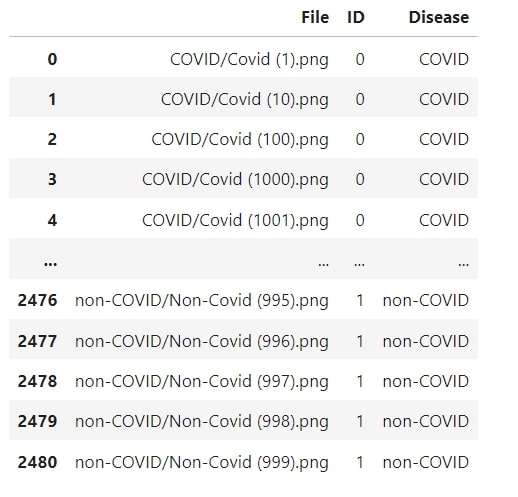 File ID Disease
0 COVID/Covid (1).png 0 COVID
1 COVID/Covid (10).png 0 COVID
2 COVID/Covid (100).png 0 COVID
3 COVID/Covid (1000).png 0 COVID
4 COVID/Covid (1001).png 0 COVID
... ... ... ...
2476 non-COVID/Non-Covid (995).png 1 non-COVID
2477 non-COVID/Non-Covid (996).png 1 non-COVID
2478 non-COVID/Non-Covid (997).png 1 non-COVID
2479 non-COVID/Non-Covid (998).png 1 non-COVID
2480 non-COVID/Non-Covid (999).png 1 non-COVID